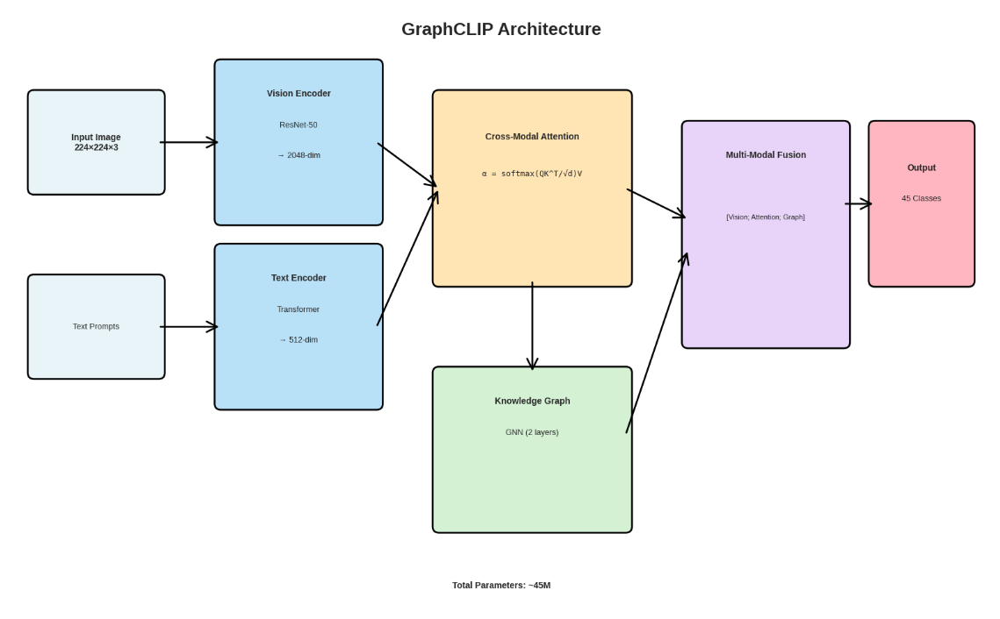 GraphCLIP Architecture
Input Image
224×224×3
Vision Encoder
ResNet-50
→ 2048-dim
Text Prompts
Text Encoder
Transformer
→ 512-dim
Cross-Modal Attention
α = softmax(QK^T/√d)V
Knowledge Graph
GNN (2 layers)
Multi-Modal Fusion
[Vision; Attention; Graph]
Output
45 Classes
Total Parameters: ~45M